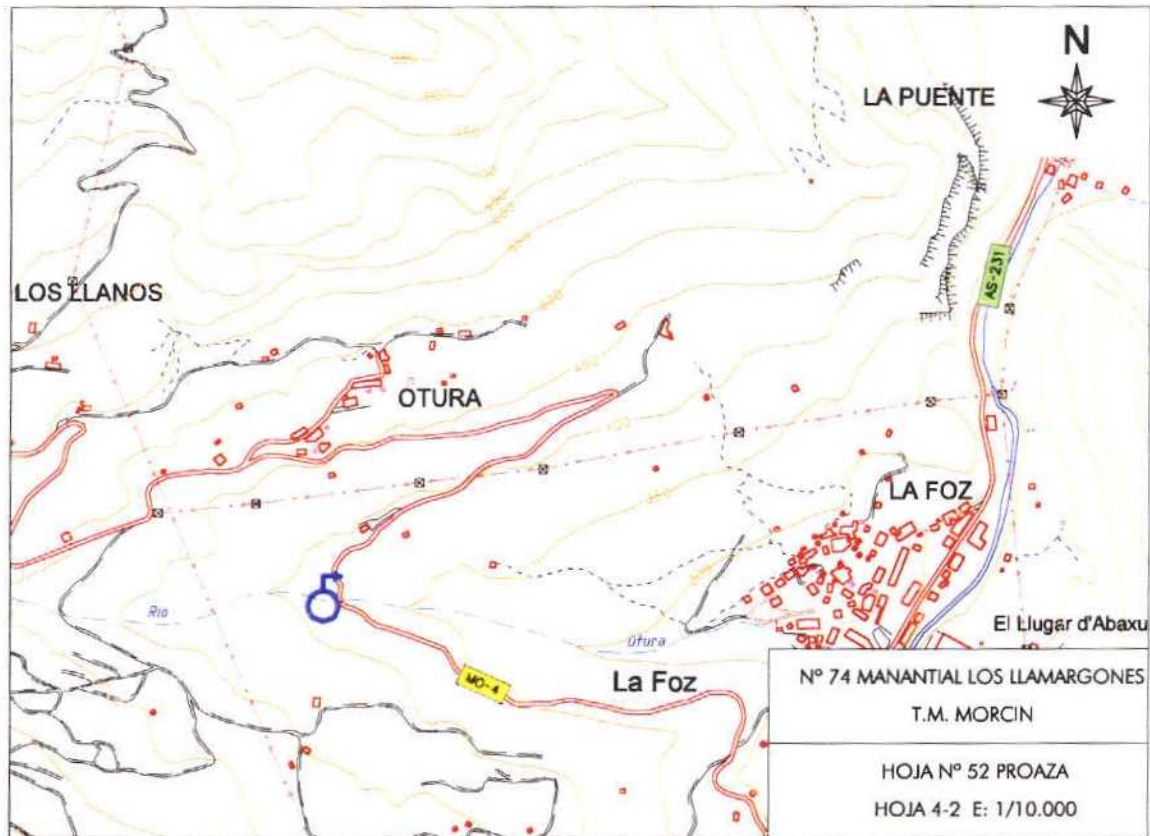 N
LA PUENTE
AS-231
LOS LLANOS
OTURA
LA FOZ
Río
Otura
El Llugar d'Abaxu
MO-4
La Foz
Nº 74 MANANTIAL LOS LLAMARGONES
T.M. MORCIN
HOJA Nº 52 PROAZA
HOJA 4-2 E: 1/10.000